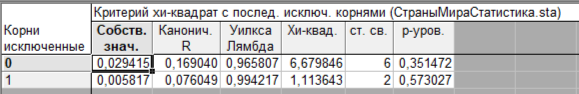 Критерий хи-квадрат с послед. исключ. корнями (СтраныМираСтатистика.sta)
Корни исключенные Собств. знач. Канонич. R Уилкса Лямбда Хи-квад. ст. св. p-уров.
0 0,029415 0,169040 0,965807 6,679846 6 0,351472
1 0,005817 0,076049 0,994217 1,113643 2 0,573027